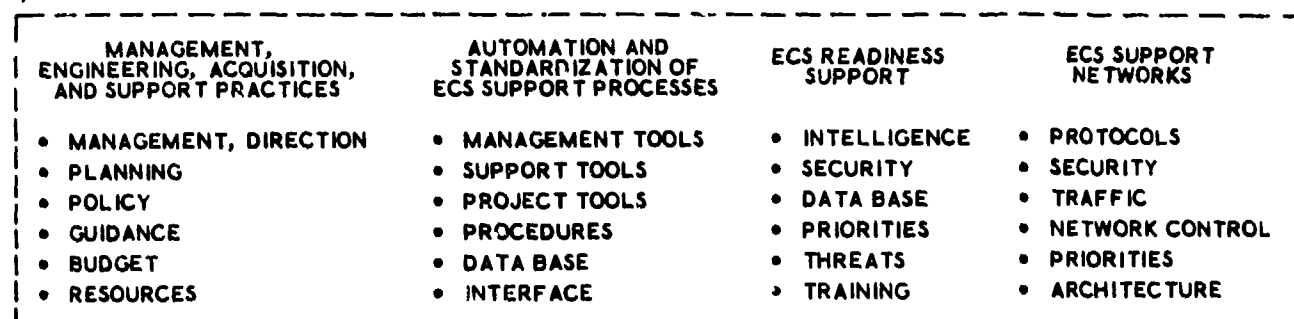 MANAGEMENT,
ENGINEERING, ACQUISITION,
AND SUPPORT PRACTICES
• MANAGEMENT, DIRECTION
• PLANNING
• POLICY
• GUIDANCE
• BUDGET
• RESOURCES
AUTOMATION AND
STANDARDIZATION OF
ECS SUPPORT PROCESSES
• MANAGEMENT TOOLS
• SUPPORT TOOLS
• PROJECT TOOLS
• PROCEDURES
• DATA BASE
• INTERFACE
ECS READINESS
SUPPORT
• INTELLIGENCE
• SECURITY
• DATA BASE
• PRIORITIES
• THREATS
• TRAINING
ECS SUPPORT
NETWORKS
• PROTOCOLS
• SECURITY
• TRAFFIC
• NETWORK CONTROL
• PRIORITIES
• ARCHITECTURE